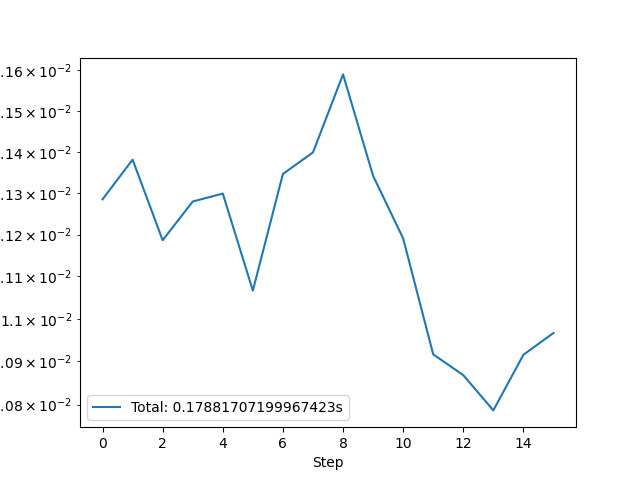 .16 × 10⁻²
.15 × 10⁻²
.14 × 10⁻²
.13 × 10⁻²
.12 × 10⁻²
.11 × 10⁻²
1.1 × 10⁻²
.09 × 10⁻²
.08 × 10⁻²
Total: 0.17881707199967423s
0 2 4 6 8 10 12 14
Step